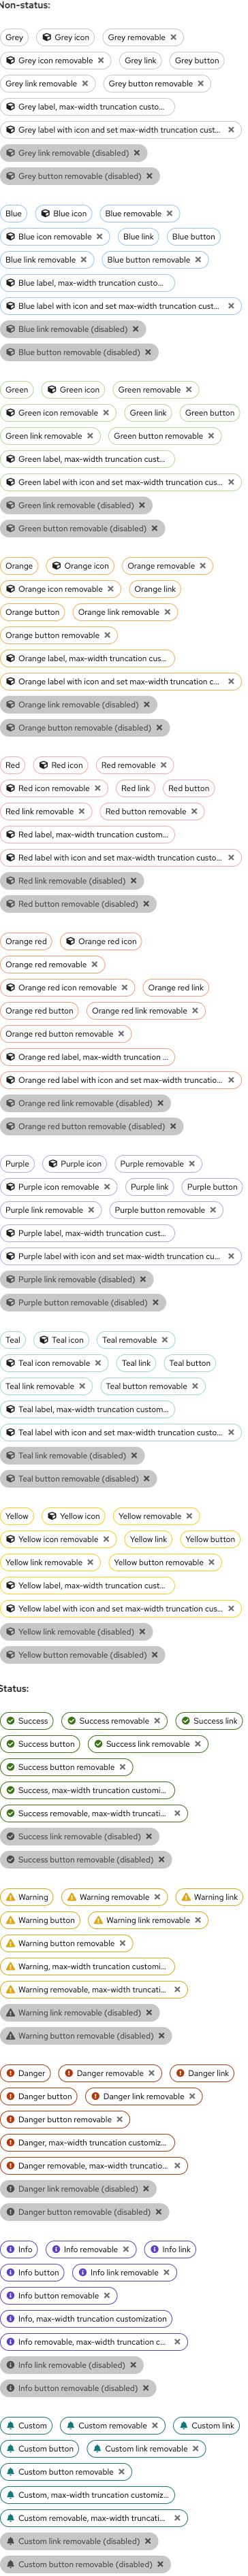 Non-status:
Grey Grey icon Grey removable
Grey icon removable Grey link Grey button
Grey link removable Grey button removable
Grey label, max-width truncation custo...
Grey label with icon and set max-width truncation cust...
Grey link removable (disabled)
Grey button removable (disabled)
Blue Blue icon Blue removable
Blue icon removable Blue link Blue button
Blue link removable Blue button removable
Blue label, max-width truncation custo...
Blue label with icon and set max-width truncation cust...
Blue link removable (disabled)
Blue button removable (disabled)
Green Green icon Green removable
Green icon removable Green link Green button
Green link removable Green button removable
Green label, max-width truncation cust...
Green label with icon and set max-width truncation cus...
Green link removable (disabled)
Green button removable (disabled)
Orange Orange icon Orange removable
Orange icon removable Orange link
Orange button Orange link removable
Orange button removable
Orange label, max-width truncation cus...
Orange label with icon and set max-width truncation c...
Orange link removable (disabled)
Orange button removable (disabled)
Red Red icon Red removable
Red icon removable Red link Red button
Red link removable Red button removable
Red label, max-width truncation custom...
Red label with icon and set max-width truncation custo...
Red link removable (disabled)
Red button removable (disabled)
Orange red Orange red icon
Orange red removable
Orange red icon removable Orange red link
Orange red button Orange red link removable
Orange red button removable
Orange red label, max-width truncation ...
Orange red label with icon and set max-width truncatio...
Orange red link removable (disabled)
Orange red button removable (disabled)
Purple Purple icon Purple removable
Purple icon removable Purple link Purple button
Purple link removable Purple button removable
Purple label, max-width truncation cust...
Purple label with icon and set max-width truncation cu...
Purple link removable (disabled)
Purple button removable (disabled)
Teal Teal icon Teal removable
Teal icon removable Teal link Teal button
Teal link removable Teal button removable
Teal label, max-width truncation custom...
Teal label with icon and set max-width truncation custo...
Teal link removable (disabled)
Teal button removable (disabled)
Yellow Yellow icon Yellow removable
Yellow icon removable Yellow link Yellow button
Yellow link removable Yellow button removable
Yellow label, max-width truncation cust...
Yellow label with icon and set max-width truncation cus...
Yellow link removable (disabled)
Yellow button removable (disabled)
Status:
Success Success removable Success link
Success button Success link removable
Success button removable
Success, max-width truncation customi...
Success removable, max-width truncati...
Success link removable (disabled)
Success button removable (disabled)
Warning Warning removable Warning link
Warning button Warning link removable
Warning button removable
Warning, max-width truncation customi...
Warning removable, max-width truncati...
Warning link removable (disabled)
Warning button removable (disabled)
Danger Danger removable Danger link
Danger button Danger link removable
Danger button removable
Danger, max-width truncation customiz...
Danger removable, max-width truncatio...
Danger link removable (disabled)
Danger button removable (disabled)
Info Info removable Info link
Info button Info link removable
Info button removable
Info, max-width truncation customization
Info removable, max-width truncation c...
Info link removable (disabled)
Info button removable (disabled)
Custom Custom removable Custom link
Custom button Custom link removable
Custom button removable
Custom, max-width truncation customiz...
Custom removable, max-width truncati...
Custom link removable (disabled)
Custom button removable (disabled)